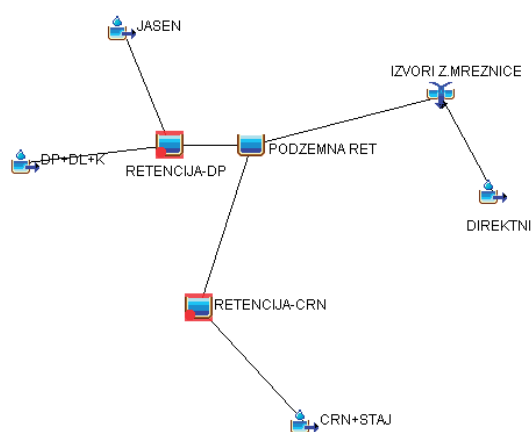 JASEN
IZVORI Z.MREZNICE
DP+DL+K
RETENCIJA-DP
PODZEMNA RET
DIREKTNI
RETENCIJA-CRN
CRN+STAJ